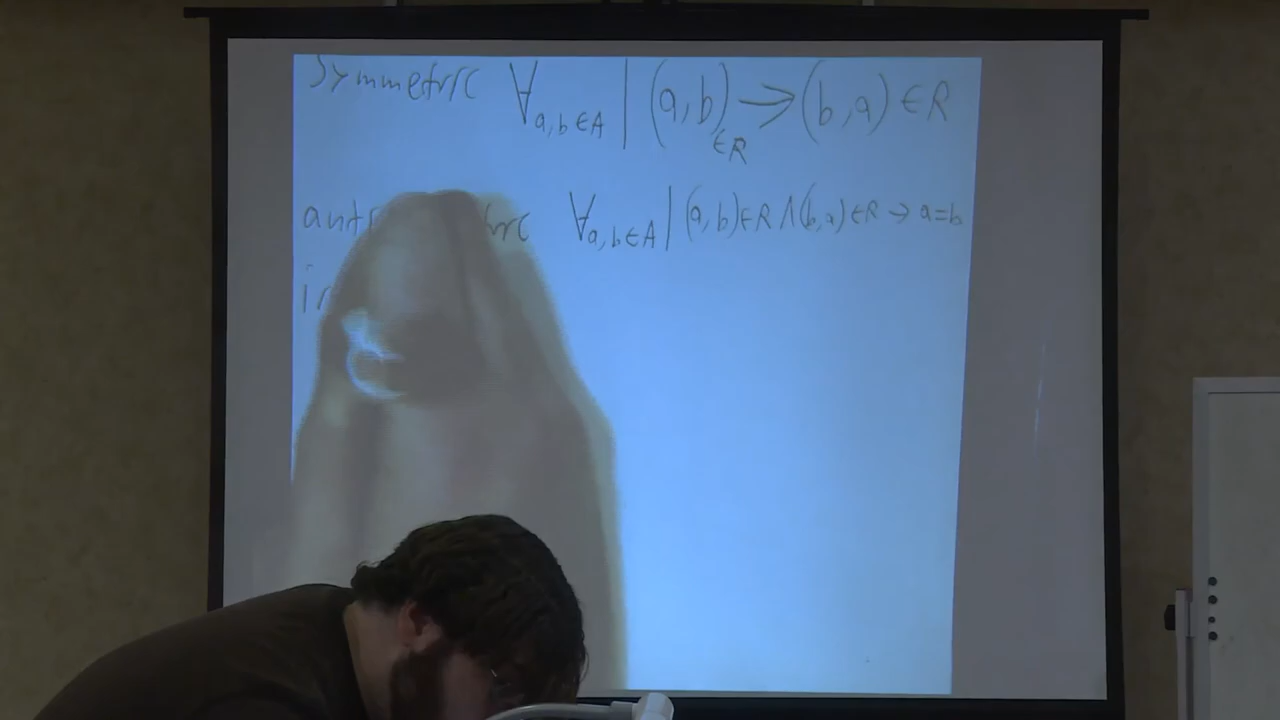 Symmetric ∀a,b∈A | (a,b)∈R → (b,a) ∈R
∀a,b∈A | (a,b)∈R ∧ (b,a)∈R → a=b